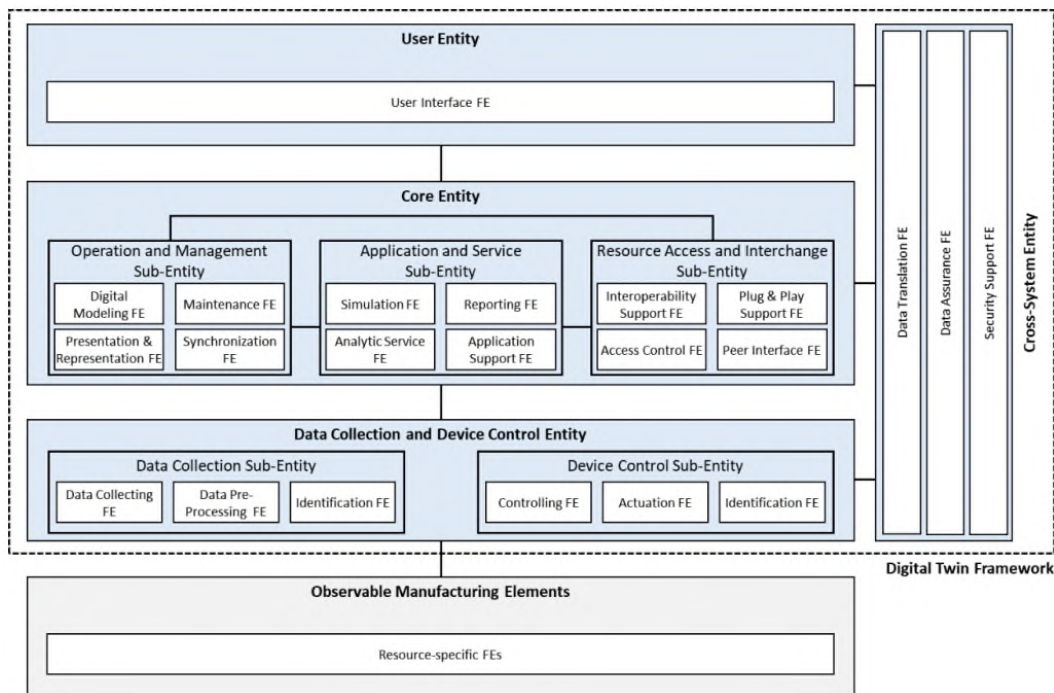 User Entity
User Interface FE
Core Entity
Operation and Management
Sub-Entity
Digital
Modeling FE
Maintenance FE
Presentation &
Representation FE
Synchronization
FE
Application and Service
Sub-Entity
Simulation FE
Reporting FE
Analytic Service
FE
Application
Support FE
Resource Access and Interchange
Sub-Entity
Interoperability
Support FE
Plug & Play
Support FE
Access Control FE
Peer Interface FE
Data Collection and Device Control Entity
Data Collection Sub-Entity
Data Collecting
FE
Data Pre-
Processing FE
Identification FE
Device Control Sub-Entity
Controlling FE
Actuation FE
Identification FE
Data Translation FE
Data Assurance FE
Security Support FE
Cross-System Entity
Digital Twin Framework
Observable Manufacturing Elements
Resource-specific FEs